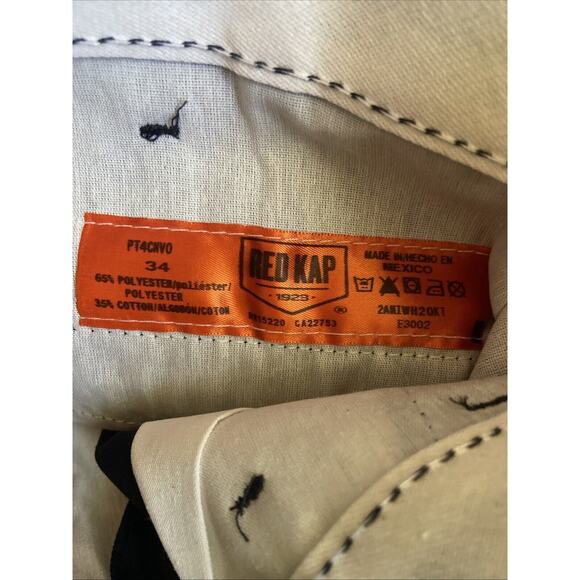 PT4CNVO
34
65% POLYESTER/poliéster/
POLYESTER
35% COTTON/ALGODÓN/COTON
RED KAP
-1923-
®
RN15220 CA22753
MADE IN/HECHO EN
MEXICO
E3002